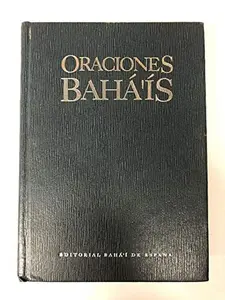 ORACIONES
BAHÁ'ÍS
EDITORIAL BAHÁ'Í DE ESPAÑA